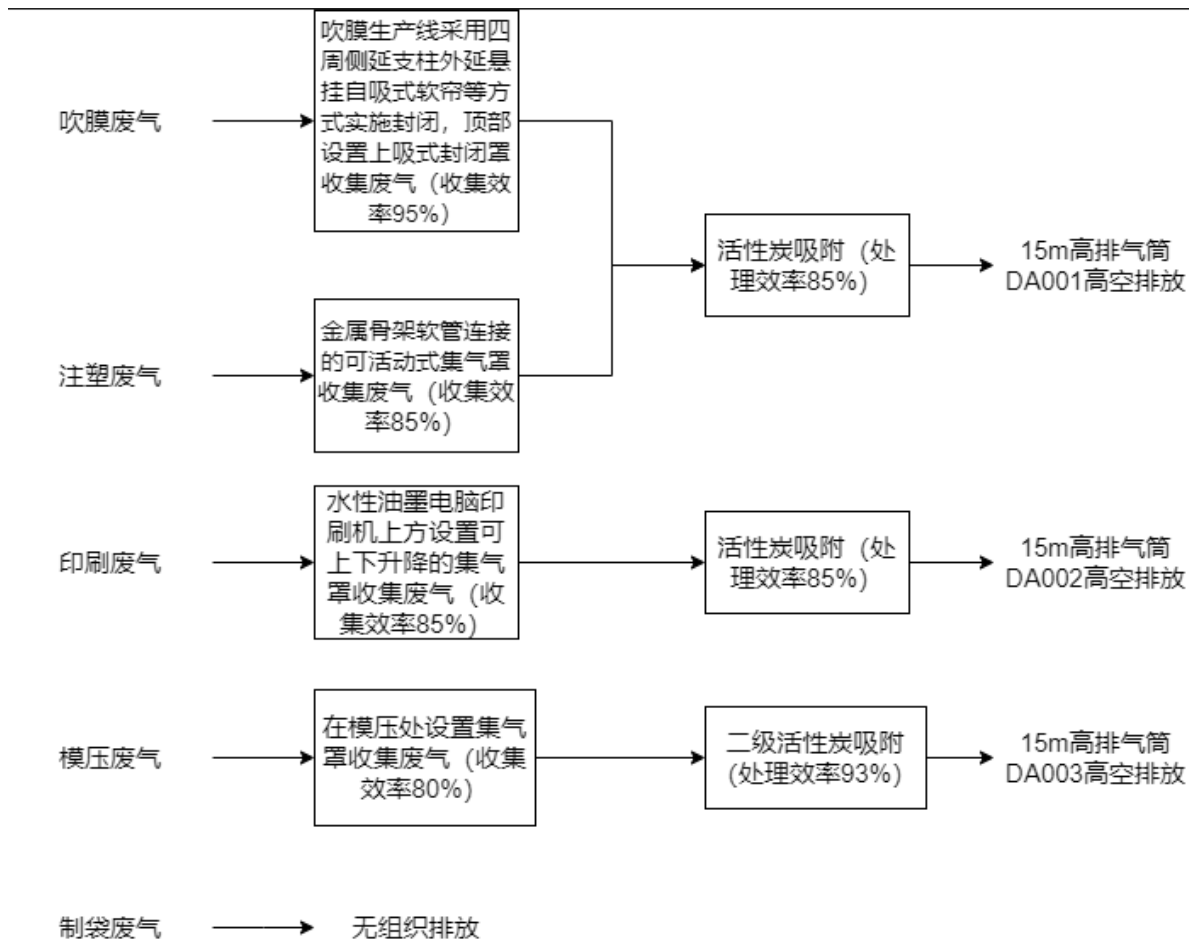 吹膜废气
吹膜生产线采用四
周侧延支柱外延悬
挂自吸式软帘等方
式实施封闭，顶部
设置上吸式封闭罩
收集废气（收集效
率95%）
注塑废气
金属骨架软管连接
的可活动式集气罩
收集废气（收集效
率85%）
活性炭吸附（处
理效率85%）
15m高排气筒
DA001高空排放
印刷废气
水性油墨电脑印
刷机上方设置可
上下升降的集气
罩收集废气（收
集效率85%）
活性炭吸附（处
理效率85%）
15m高排气筒
DA002高空排放
模压废气
在模压处设置集气
罩收集废气（收集
效率80%）
二级活性炭吸附
(处理效率93%）
15m高排气筒
DA003高空排放
制袋废气
无组织排放